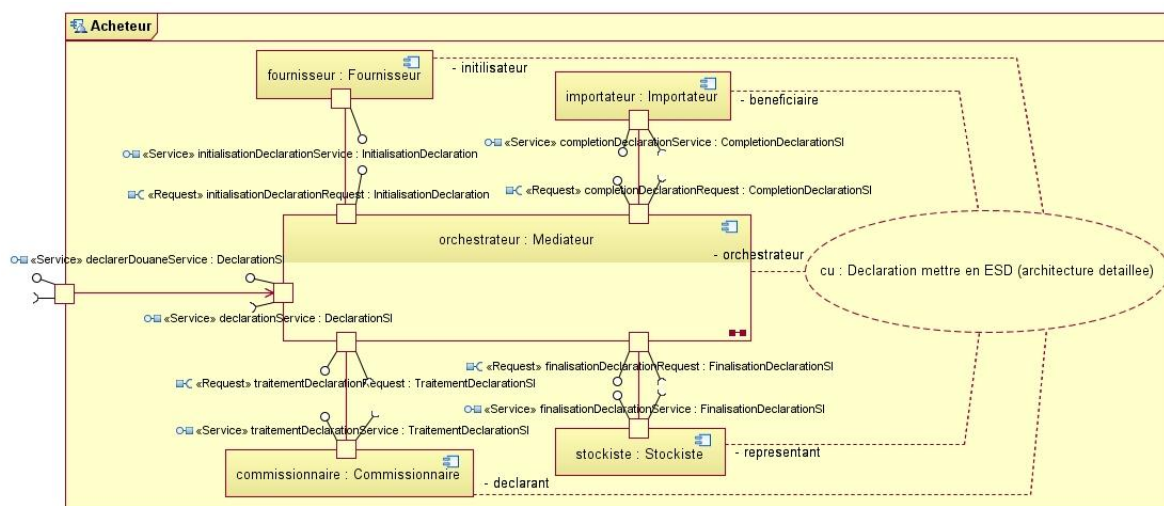 Acheteur
fournisseur : Fournisseur
- initilisateur
importateur : Importateur
- beneficiaire
«Service» initialisationDeclarationService : InitialisationDeclaration
«Service» completionDeclarationService : CompletionDeclarationSI
«Request» initialisationDeclarationRequest : InitialisationDeclaration
«Request» completionDeclarationRequest : CompletionDeclarationSI
orchestrateur : Mediateur
- orchestrateur
«Service» declarerDouaneService : DeclarationSI
cu : Declaration mettre en ESD (architecture detaillee)
«Service» declarationService : DeclarationSI
«Request» traitementDeclarationRequest : TraitementDeclarationSI
«Request» finalisationDeclarationRequest : FinalisationDeclarationSI
«Service» traitementDeclarationService : TraitementDeclarationSI
«Service» finalisationDeclarationService : FinalisationDeclarationSI
stockiste : Stockiste
- representant
commissionnaire : Commissionnaire
- declarant